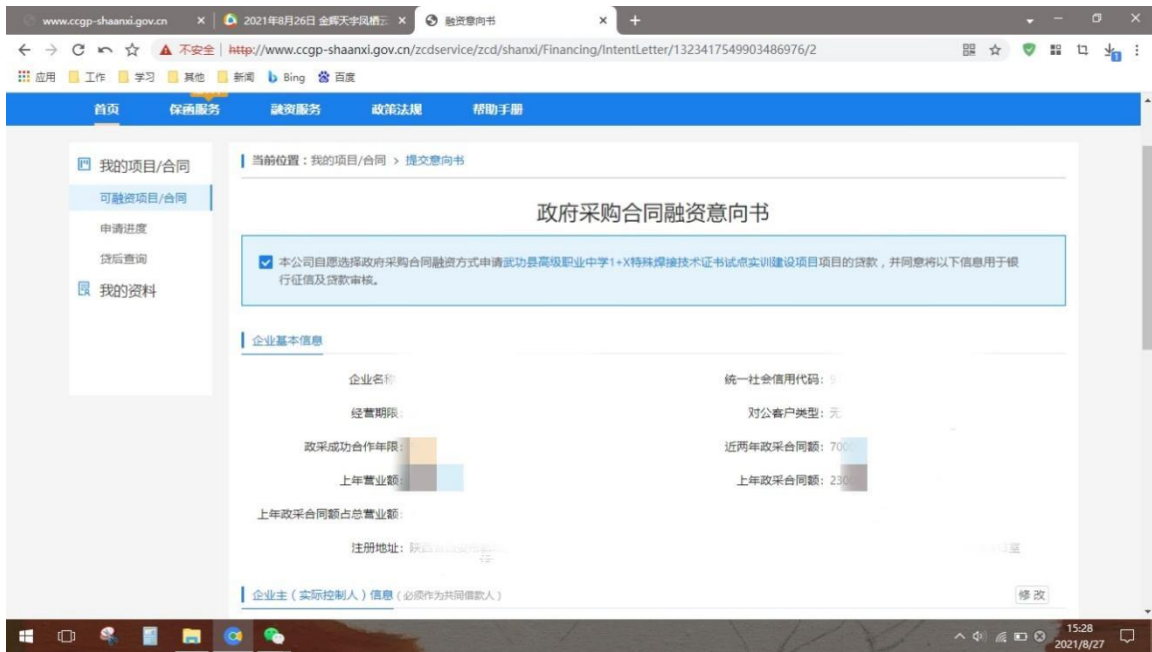 www.ccgp-shaanxi.gov.cn
2021年8月26日 金辉天宇凤栖云
融资意向书
不安全
http://www.ccgp-shaanxi.gov.cn/zcdservice/zcd/shanxi/Financing/IntentLetter/1323417549903486976/2
应用 工作 学习 其他 新闻 Bing 百度
首页 保函服务 融资服务 政策法规 帮助手册
我的项目/合同
可融资项目/合同
申请进度
贷后查询
我的资料
当前位置：我的项目/合同 > 提交意向书
政府采购合同融资意向书
本公司自愿选择政府采购合同融资方式申请武功县高级职业中学1+X特殊焊接技术证书试点实训建设项目项目的贷款，并同意将以下信息用于银
行征信及贷款审核。
企业基本信息
企业名称 统一社会信用代码：9
经营期限： 对公客户类型：无
政采成功合作年限： 近两年政采合同额：7000
上年营业额： 上年政采合同额：2300
上年政采合同额占总营业额：
注册地址：陕西省
室
企业主（实际控制人）信息（必须作为共同借款人） 修改
15:28
2021/8/27